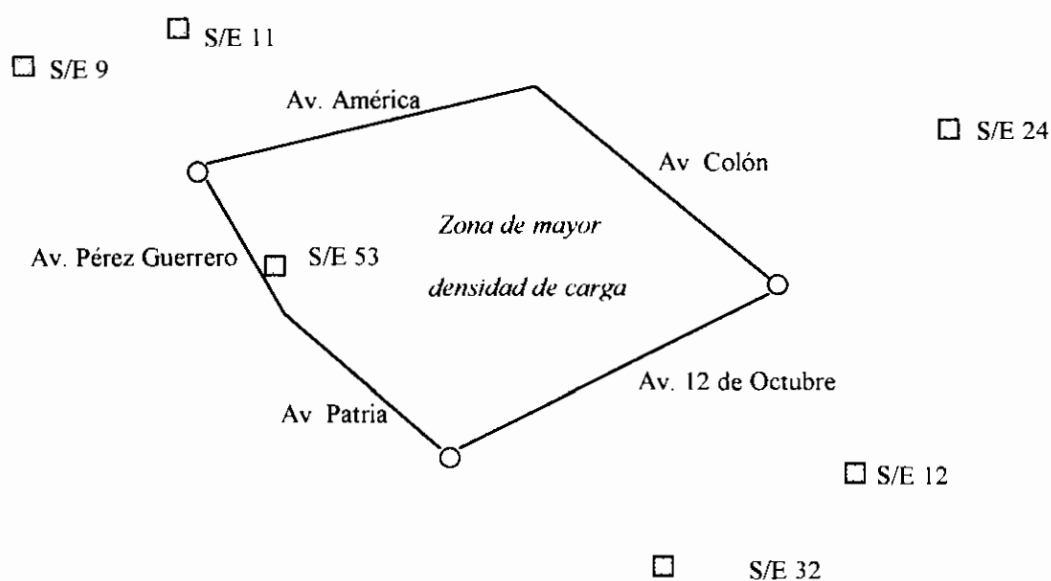 S/E 11
S/E 9
Av. América
S/E 24
Av Colón
Zona de mayor
densidad de carga
Av. Pérez Guerrero
S/E 53
Av. 12 de Octubre
Av Patria
S/E 12
S/E 32